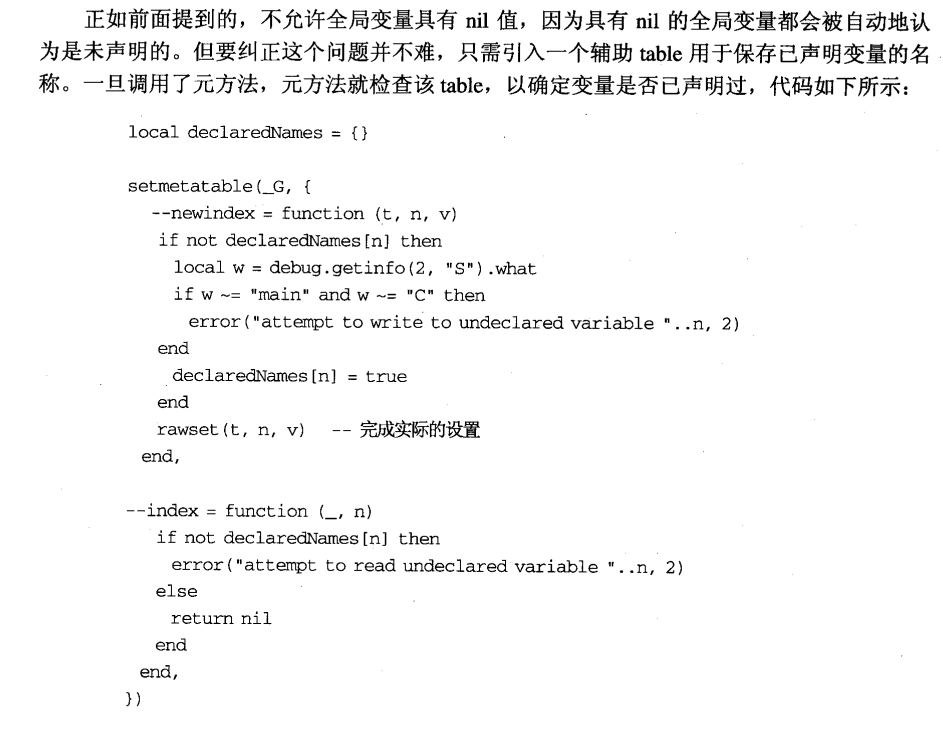 正如前面提到的，不允许全局变量具有 nil 值，因为具有 nil 的全局变量都会被自动地认
为是未声明的。但要纠正这个问题并不难，只需引入一个辅助 table 用于保存已声明变量的名
称。一旦调用了元方法，元方法就检查该 table，以确定变量是否已声明过，代码如下所示：
local declaredNames = {}
setmetatable(_G, {
--newindex = function (t, n, v)
if not declaredNames[n] then
local w = debug.getinfo(2, "S").what
if w ~= "main" and w ~= "C" then
error("attempt to write to undeclared variable "..n, 2)
end
declaredNames[n] = true
end
rawset(t, n, v) -- 完成实际的设置
end,
--index = function (_, n)
if not declaredNames[n] then
error("attempt to read undeclared variable "..n, 2)
else
return nil
end
end,
})